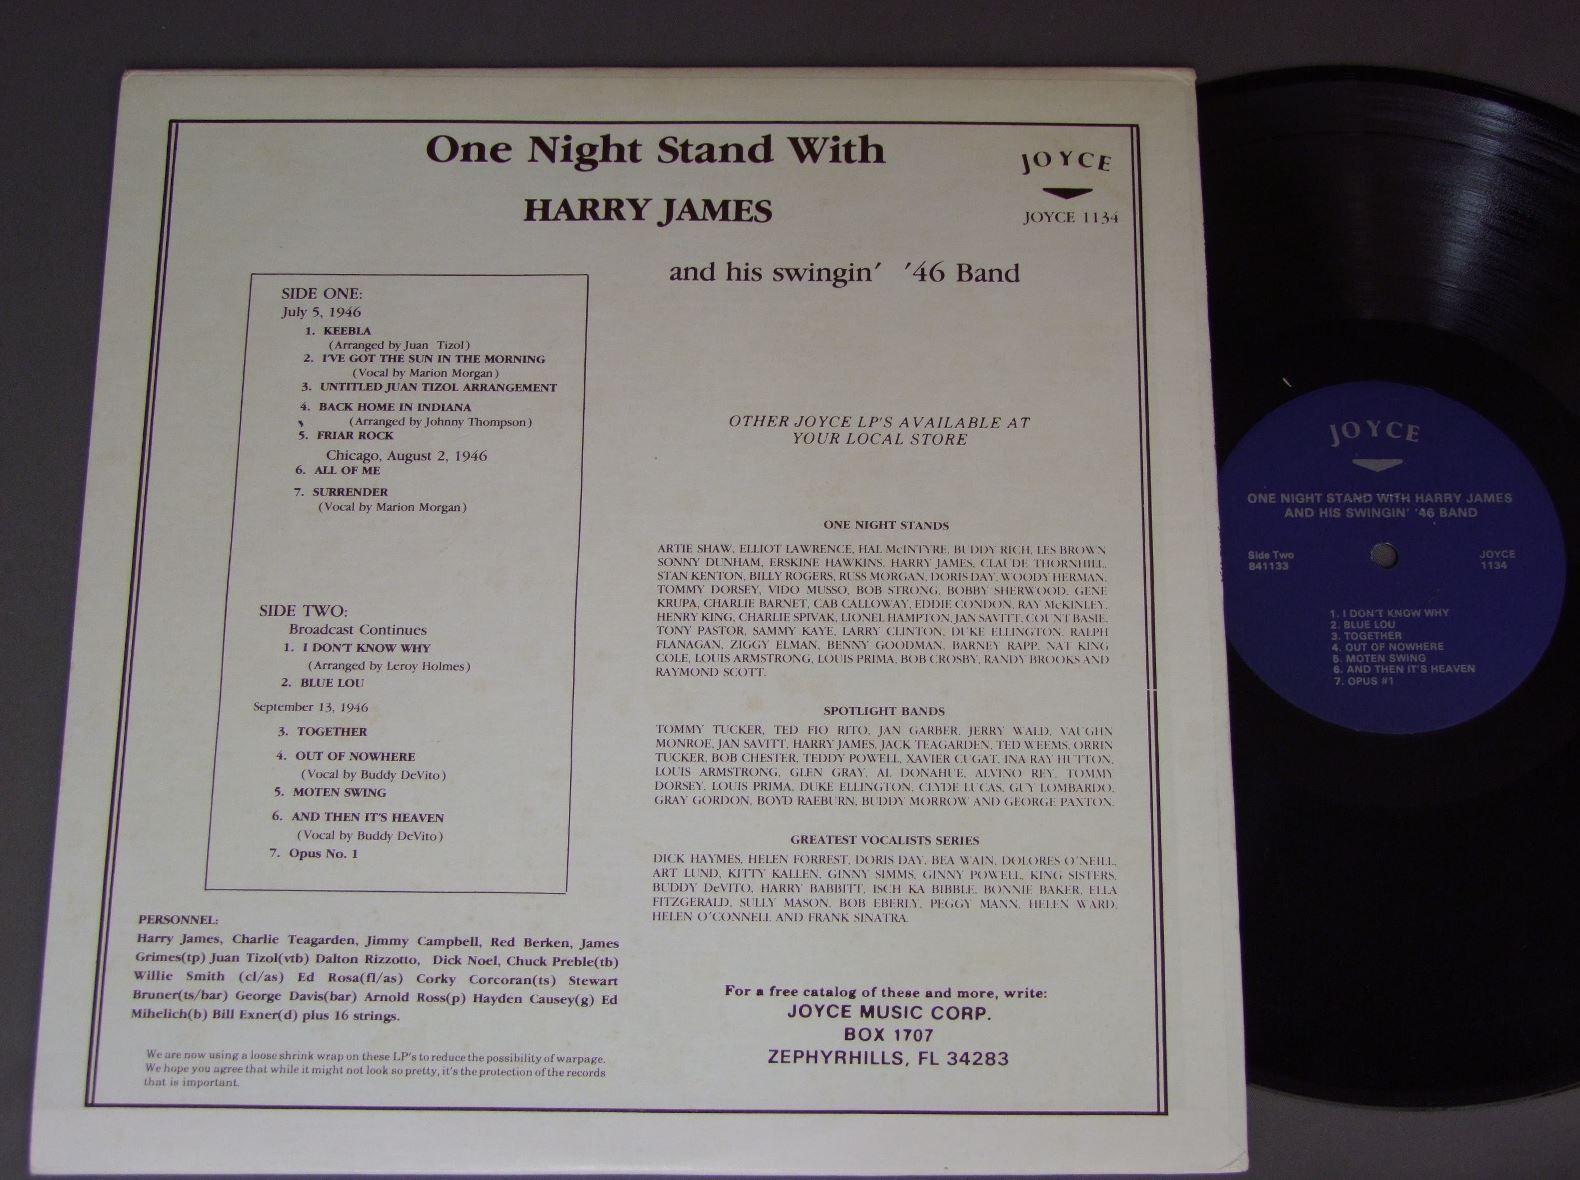 One Night Stand With
HARRY JAMES
and his swingin' '46 Band
JOYCE
JOYCE 1134
SIDE ONE:
July 5, 1946
1. KEEBLA
(Arranged by Juan Tizol)
2. I'VE GOT THE SUN IN THE MORNING
(Vocal by Marion Morgan)
3. UNTITLED JUAN TIZOL ARRANGEMENT
4. BACK HOME IN INDIANA
(Arranged by Johnny Thompson)
5. FRIAR ROCK
Chicago, August 2, 1946
6. ALL OF ME
7. SURRENDER
(Vocal by Marion Morgan)
SIDE TWO:
Broadcast Continues
1. I DON'T KNOW WHY
(Arranged by Leroy Holmes)
2. BLUE LOU
September 13, 1946
3. TOGETHER
4. OUT OF NOWHERE
(Vocal by Buddy DeVito)
5. MOTEN SWING
6. AND THEN IT'S HEAVEN
(Vocal by Buddy DeVito)
7. Opus No. 1
PERSONNEL:
Harry James, Charlie Teagarden, Jimmy Campbell, Red Berken, James
Grimes(tp) Juan Tizol(vtb) Dalton Rizzotto, Dick Noel, Chuck Preble(tb)
Willie Smith (cl/as) Ed Rosa(fl/as) Corky Corcoran(ts) Stewart
Bruner(ts/bar) George Davis(bar) Arnold Ross(p) Hayden Causey(g) Ed
Mihelich(b) Bill Exner(d) plus 16 strings.
We are now using a loose shrink wrap on these LP's to reduce the possibility of warpage.
We hope you agree that while it might not look so pretty, it's the protection of the records
that is important.
OTHER JOYCE LP'S AVAILABLE AT
YOUR LOCAL STORE
ONE NIGHT STANDS
ARTIE SHAW, ELLIOT LAWRENCE, HAL McINTYRE, BUDDY RICH, LES BROWN
SONNY DUNHAM, ERSKINE HAWKINS, HARRY JAMES, CLAUDE THORNHILL,
STAN KENTON, BILLY ROGERS, RUSS MORGAN, DORIS DAY, WOODY HERMAN,
TOMMY DORSEY, VIDO MUSSO, BOB STRONG, BOBBY SHERWOOD, GENE
KRUPA, CHARLIE BARNET, CAB CALLOWAY, EDDIE CONDON, RAY McKINLEY,
HENRY KING, CHARLIE SPIVAK, LIONEL HAMPTON, JAN SAVITT, COUNT BASIE,
TONY PASTOR, SAMMY KAYE, LARRY CLINTON, DUKE ELLINGTON, RALPH
FLANAGAN, ZIGGY ELMAN, BENNY GOODMAN, BARNEY RAPP, NAT KING
COLE, LOUIS ARMSTRONG, LOUIS PRIMA, BOB CROSBY, RANDY BROOKS AND
RAYMOND SCOTT.
SPOTLIGHT BANDS
TOMMY TUCKER, TED FIO RITO, JAN GARBER, JERRY WALD, VAUGHN
MONROE, JAN SAVITT, HARRY JAMES, JACK TEAGARDEN, TED WEEMS, ORRIN
TUCKER, BOB CHESTER, TEDDY POWELL, XAVIER CUGAT, INA RAY HUTTON,
LOUIS ARMSTRONG, GLEN GRAY, AL DONAHUE, ALVINO REY, TOMMY
DORSEY, LOUIS PRIMA, DUKE ELLINGTON, CLYDE LUCAS, GUY LOMBARDO,
GRAY GORDON, BOYD RAEBURN, BUDDY MORROW AND GEORGE PAXTON.
GREATEST VOCALISTS SERIES
DICK HAYMES, HELEN FORREST, DORIS DAY, BEA WAIN, DOLORES O'NEILL,
ART LUND, KITTY KALLEN, GINNY SIMMS, GINNY POWELL, KING SISTERS,
BUDDY DeVITO, HARRY BABBITT, ISCH KA BIBBLE, BONNIE BAKER, ELLA
FITZGERALD, SULLY MASON, BOB EBERLY, PEGGY MANN, HELEN WARD,
HELEN O'CONNELL AND FRANK SINATRA.
For a free catalog of these and more, write:
JOYCE MUSIC CORP.
BOX 1707
ZEPHYRHILLS, FL 34283
JOYCE
ONE NIGHT STAND WITH HARRY JAMES
AND HIS SWINGIN' '46 BAND
Side Two
841133
JOYCE
1134
1. I DON'T KNOW WHY
2. BLUE LOU
3. TOGETHER
4. OUT OF NOWHERE
5. MOTEN SWING
6. AND THEN IT'S HEAVEN
7. OPUS #1